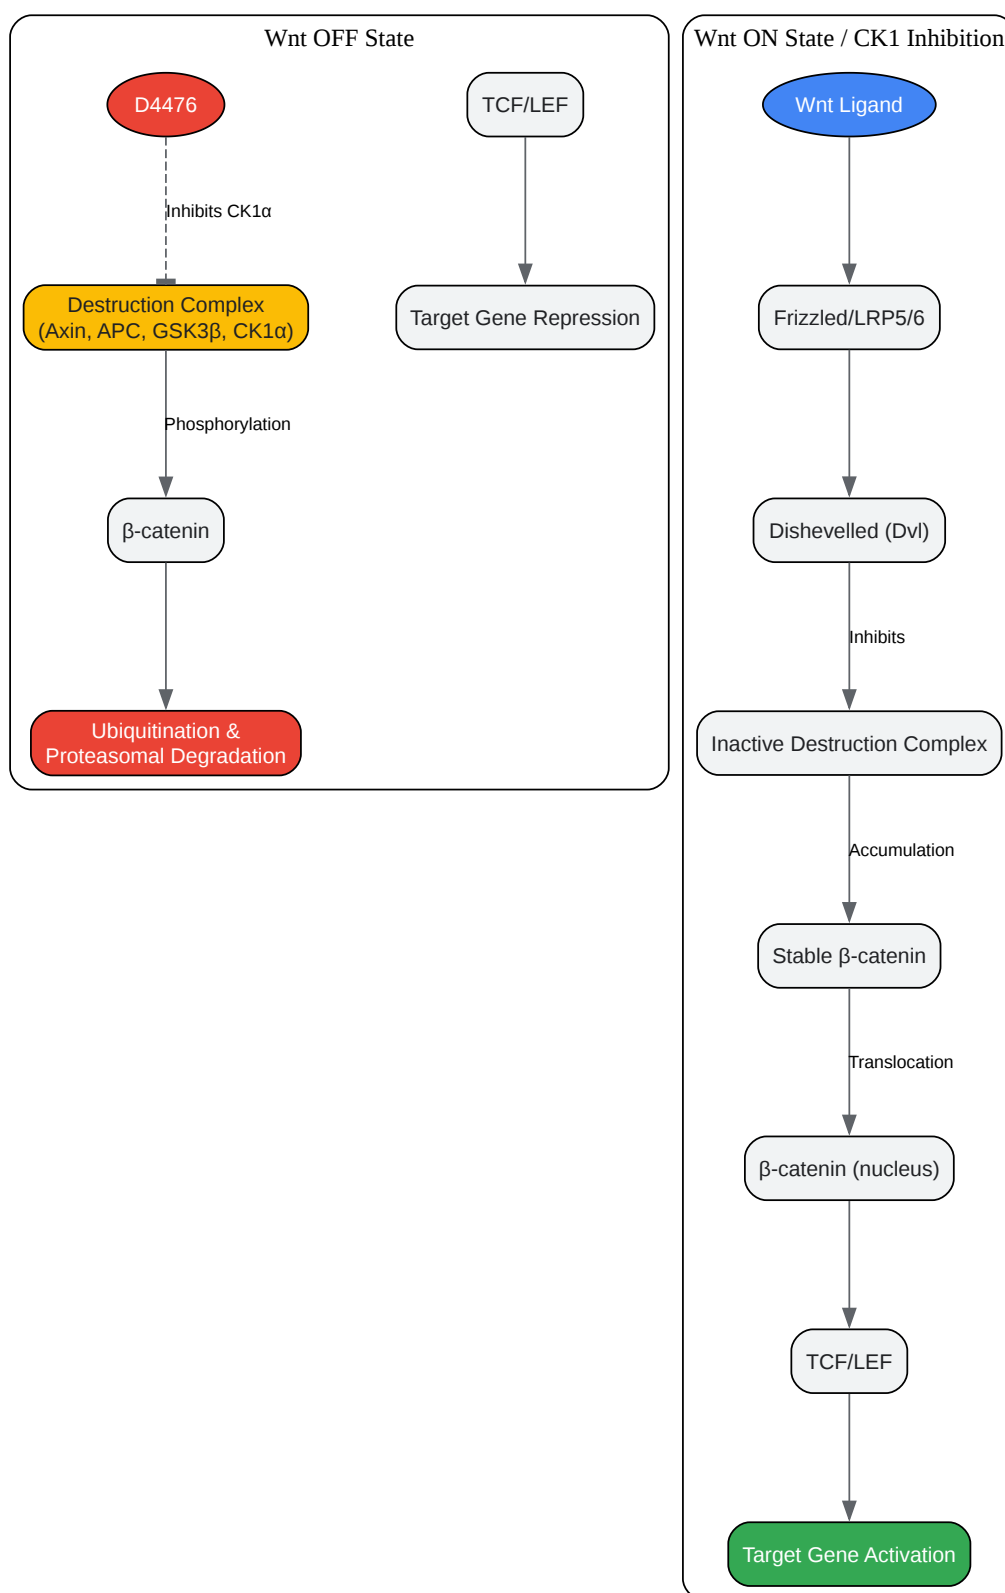 Wnt OFF State
D4476
Inhibits CK1α
Destruction Complex
(Axin, APC, GSK3β, CK1α)
Phosphorylation
β-catenin
Ubiquitination &
Proteasomal Degradation
TCF/LEF
Target Gene Repression
Wnt ON State / CK1 Inhibition
Wnt Ligand
Frizzled/LRP5/6
Dishevelled (Dvl)
Inhibits
Inactive Destruction Complex
Accumulation
Stable β-catenin
Translocation
β-catenin (nucleus)
TCF/LEF
Target Gene Activation